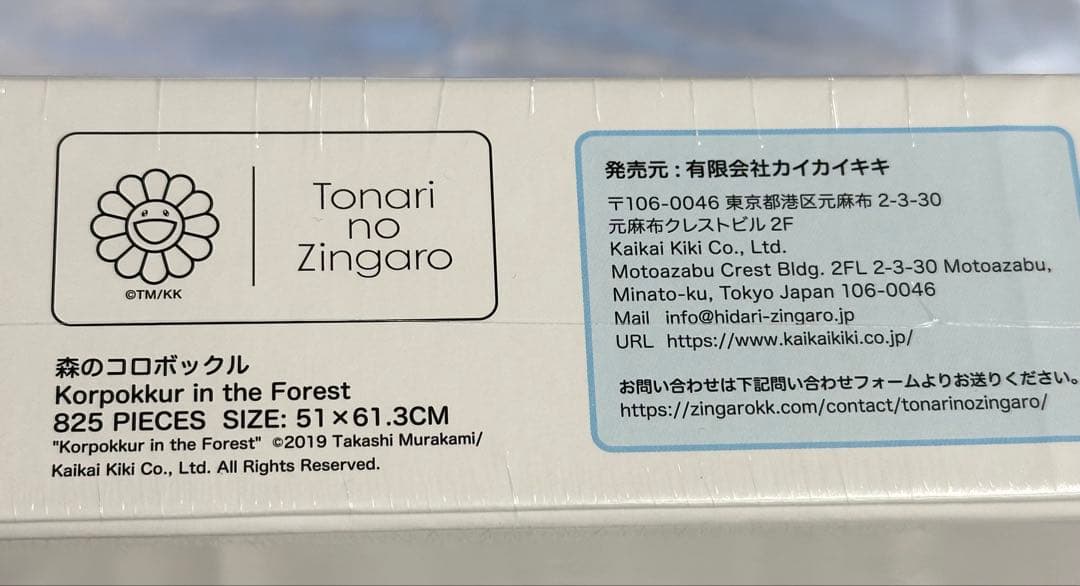 Tonari
no
Zingaro
©TM/KK
森のコロボックル
Korpokkur in the Forest
825 PIECES SIZE: 51×61.3CM
"Korpokkur in the Forest" ©2019 Takashi Murakami/
Kaikai Kiki Co., Ltd. All Rights Reserved.
発売元 : 有限会社カイカイキキ
〒106-0046 東京都港区元麻布 2-3-30
元麻布クレストビル 2F
Kaikai Kiki Co., Ltd.
Motoazabu Crest Bldg. 2FL 2-3-30 Motoazabu,
Minato-ku, Tokyo Japan 106-0046
Mail info@hidari-zingaro.jp
URL https://www.kaikaikiki.co.jp/
お問い合わせは下記問い合わせフォームよりお送りください。
https://zingarokk.com/contact/tonarinozingaro/